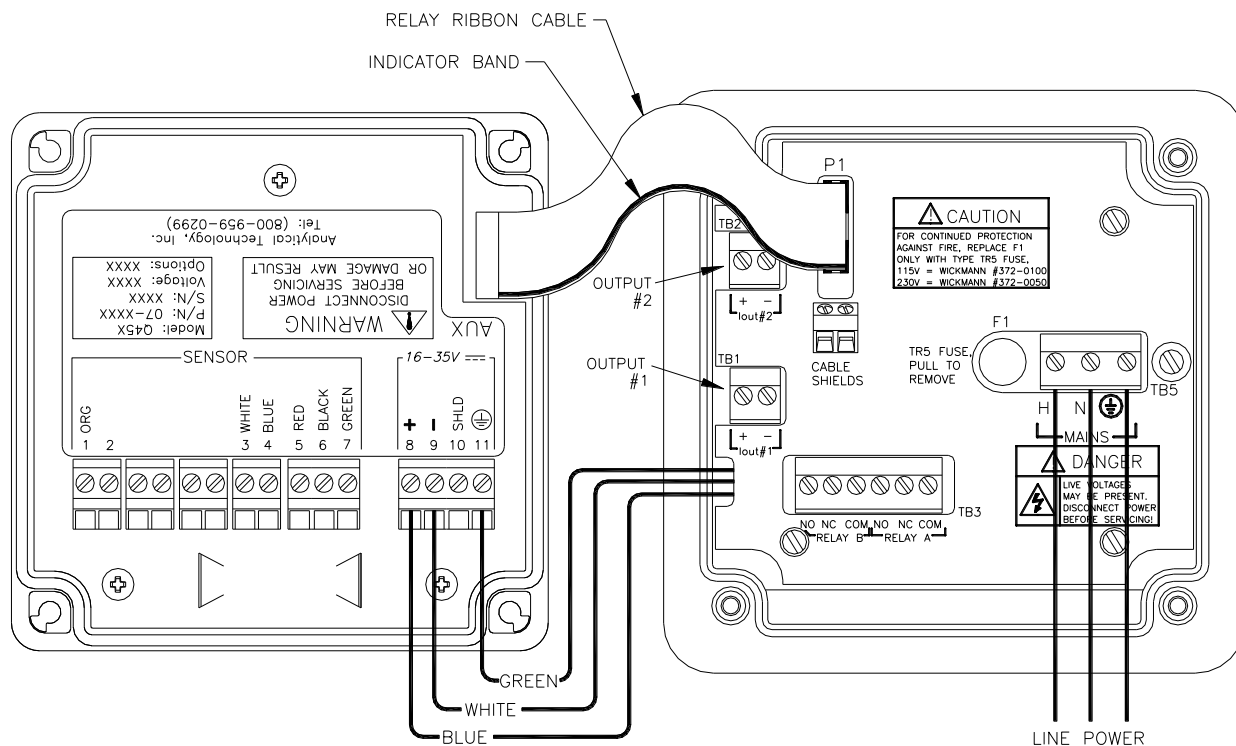 RELAY RIBBON CABLE
INDICATOR BAND
Tel: (800-959-0299)
Analytical Technology, Inc.
Model: Q45X
P/N: 07-XXXX
S/N: XXXX
Voltage: XXXX
Options: XXXX
WARNING
DISCONNECT POWER
BEFORE SERVICING
OR DAMAGE MAY RESULT
AUX
SENSOR
16-35V
ORG
WHITE
BLUE
RED
BLACK
GREEN
+
-
SHLD
1 2 3 4 5 6 7 8 9 10 11
GREEN
WHITE
BLUE
P1
TB2
OUTPUT
#2
+ -
Iout#2
TB1
OUTPUT
#1
+ -
Iout#1
CABLE
SHIELDS
CAUTION
FOR CONTINUED PROTECTION
AGAINST FIRE, REPLACE F1
ONLY WITH TYPE TR5 FUSE,
115V = WICKMANN #372-0100
230V = WICKMANN #372-0050
F1
TR5 FUSE,
PULL TO
REMOVE
TB5
H N
MAINS
DANGER
LIVE VOLTAGES
MAY BE PRESENT.
DISCONNECT POWER
BEFORE SERVICING!
TB3
NO NC COM NO NC COM
RELAY B RELAY A
LINE POWER